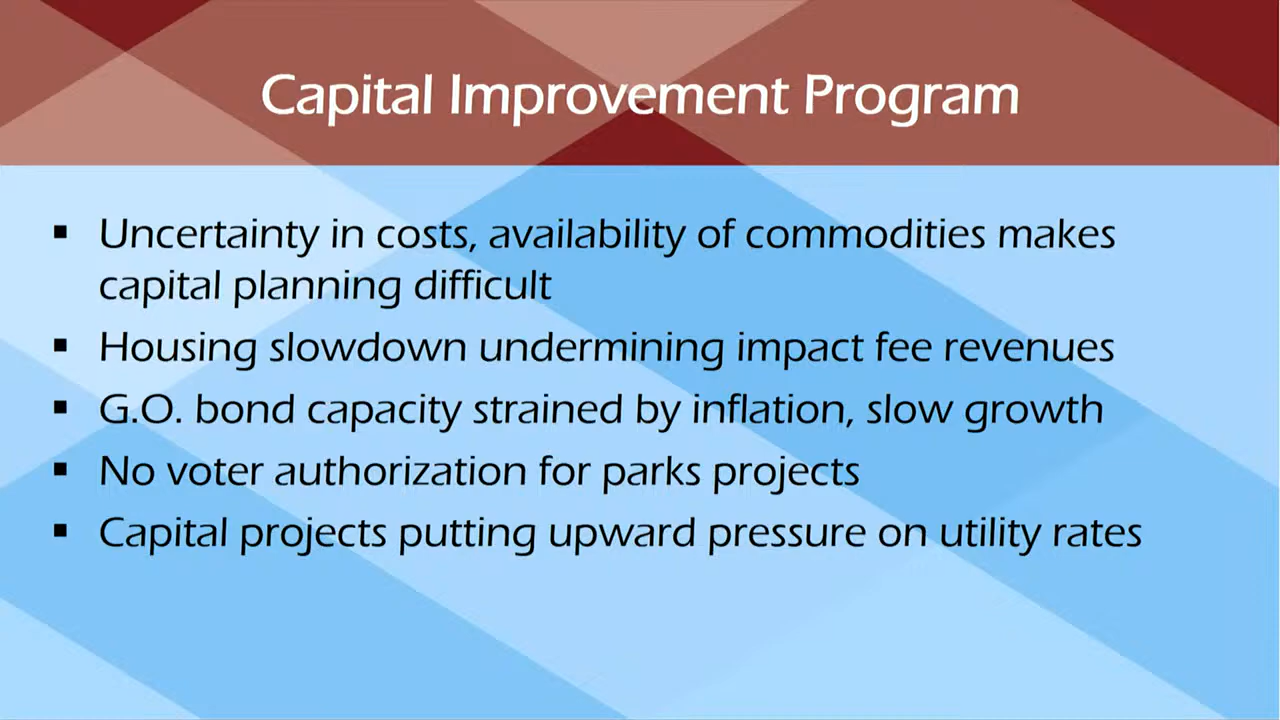 Capital Improvement Program
▪ Uncertainty in costs, availability of commodities makes
capital planning difficult
▪ Housing slowdown undermining impact fee revenues
▪ G.O. bond capacity strained by inflation, slow growth
▪ No voter authorization for parks projects
▪ Capital projects putting upward pressure on utility rates